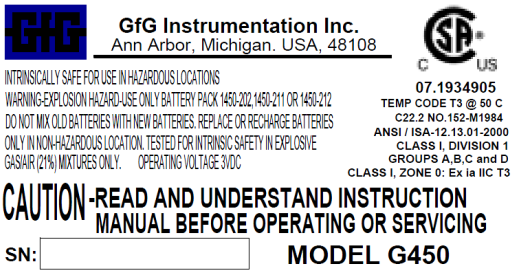 GfG
GfG Instrumentation Inc.
Ann Arbor, Michigan. USA, 48108
CSA
C US
INTRINSICALLY SAFE FOR USE IN HAZARDOUS LOCATIONS
WARNING-EXPLOSION HAZARD-USE ONLY BATTERY PACK 1450-202,1450-211 OR 1450-212
DO NOT MIX OLD BATTERIES WITH NEW BATTERIES. REPLACE OR RECHARGE BATTERIES
ONLY IN NON-HAZARDOUS LOCATION. TESTED FOR INTRINSIC SAFETY IN EXPLOSIVE
GAS/AIR (21%) MIXTURES ONLY. OPERATING VOLTAGE 3VDC
07.1934905
TEMP CODE T3 @ 50 C
C22.2 NO.152-M1984
ANSI / ISA-12.13.01-2000
CLASS I, DIVISION 1
GROUPS A,B,C and D
CLASS I, ZONE 0: Ex ia IIC T3
CAUTION -READ AND UNDERSTAND INSTRUCTION
MANUAL BEFORE OPERATING OR SERVICING
SN:
MODEL G450